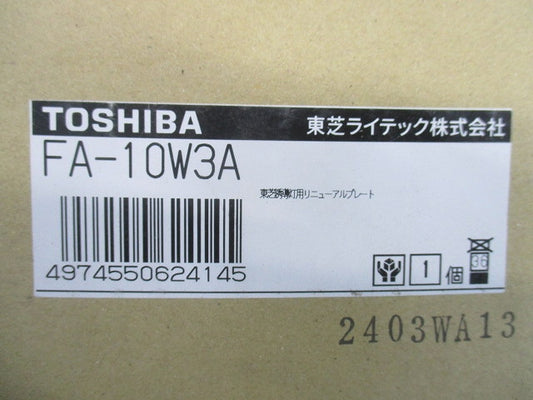 TOSHIBA 東芝ライテック株式会社
FA-10W3A
東芝誘導灯用リニューアルプレート
4974550624145
1 個
36
2403WA13